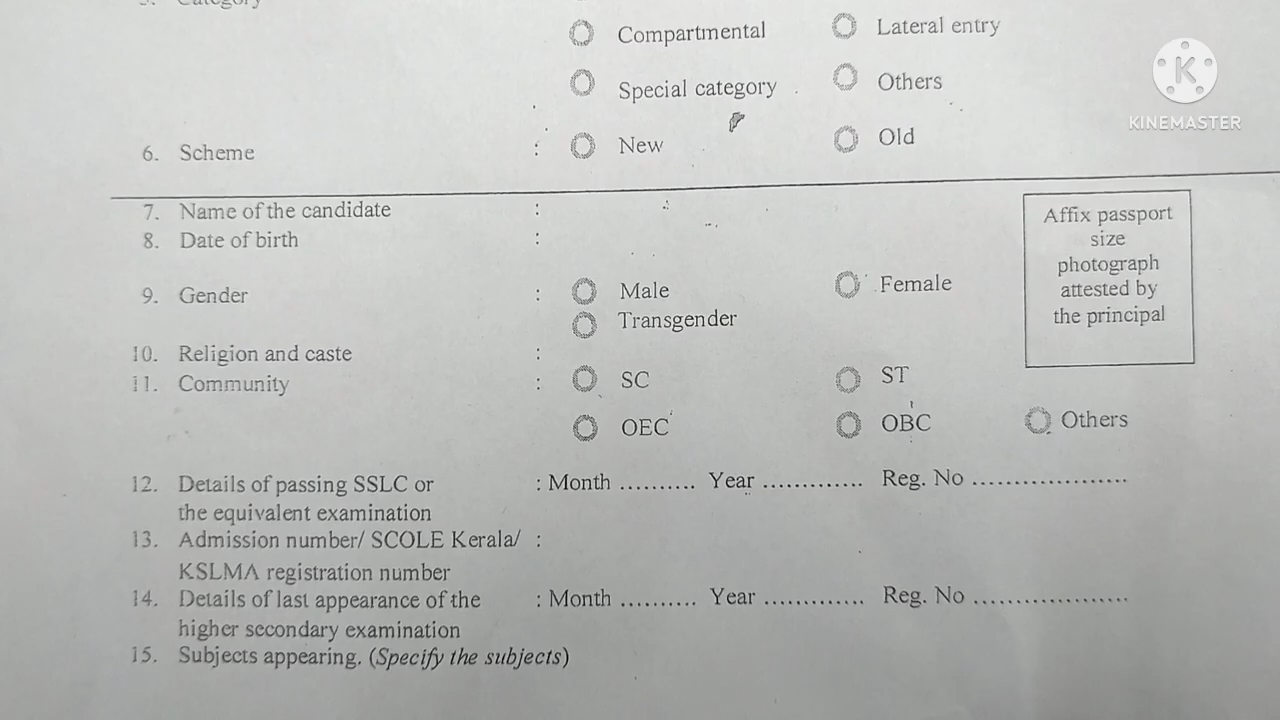 5. Category
Compartmental Lateral entry
Special category Others
6. Scheme : New Old
7. Name of the candidate :
8. Date of birth :
9. Gender : Male Female
Transgender
10. Religion and caste :
11. Community : SC ST
OEC OBC Others
12. Details of passing SSLC or : Month .......... Year ............. Reg. No ....................
the equivalent examination
13. Admission number/ SCOLE Kerala/ :
KSLMA registration number
14. Details of last appearance of the : Month .......... Year ............. Reg. No ....................
higher secondary examination
15. Subjects appearing. (Specify the subjects)
Affix passport
size
photograph
attested by
the principal
K
KINEMASTER